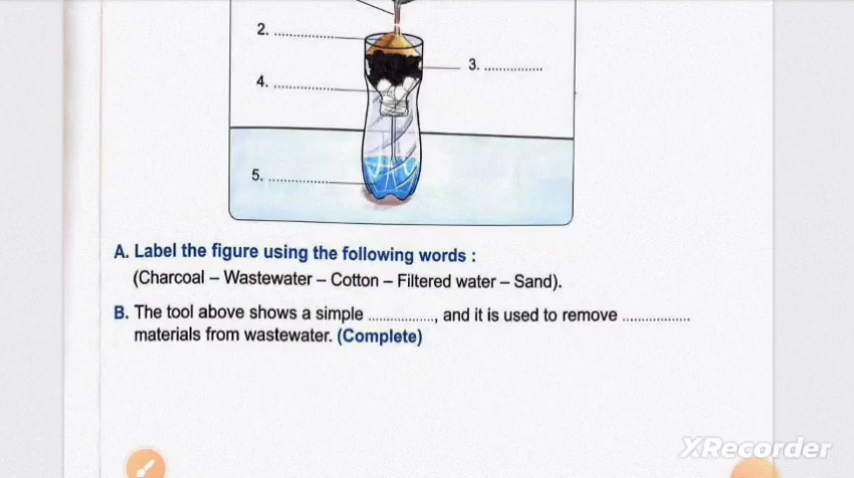 2. ..................
3. ..............
4. ..................
5. ..................
A. Label the figure using the following words :
(Charcoal – Wastewater – Cotton – Filtered water – Sand).
B. The tool above shows a simple ................, and it is used to remove ................
materials from wastewater. (Complete)
XRecorder